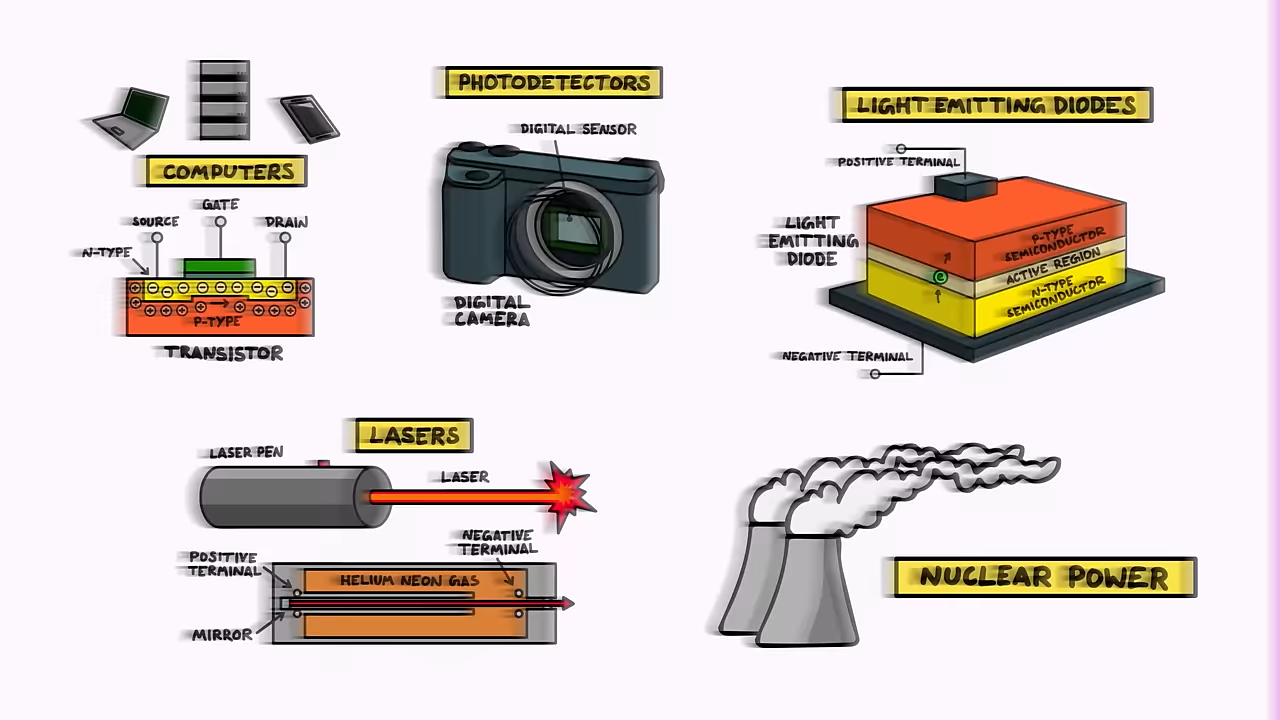 COMPUTERS
GATE
SOURCE
DRAIN
N-TYPE
P-TYPE
TRANSISTOR
PHOTODETECTORS
DIGITAL SENSOR
DIGITAL
CAMERA
LIGHT EMITTING DIODES
POSITIVE TERMINAL
LIGHT
EMITTING
DIODE
P-TYPE
SEMICONDUCTOR
ACTIVE REGION
e
N-TYPE
SEMICONDUCTOR
NEGATIVE TERMINAL
LASERS
LASER PEN
LASER
POSITIVE
TERMINAL
NEGATIVE
TERMINAL
HELIUM NEON GAS
MIRROR
NUCLEAR POWER